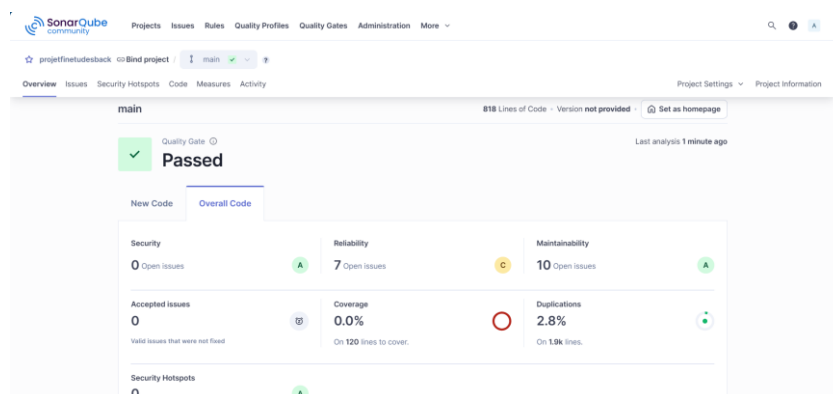 SonarQube community Projects Issues Rules Quality Profiles Quality Gates Administration More A
projetfinetudesback Bind project / main
Overview Issues Security Hotspots Code Measures Activity Project Settings Project Information
main 818 Lines of Code · Version not provided · Set as homepage
Quality Gate Last analysis 1 minute ago
Passed
New Code Overall Code
Security Reliability Maintainability
0 Open issues A 7 Open issues C 10 Open issues A
Accepted issues Coverage Duplications
0 0.0% 2.8%
Valid issues that were not fixed On 120 lines to cover. On 1.9k lines.
Security Hotspots
0 A